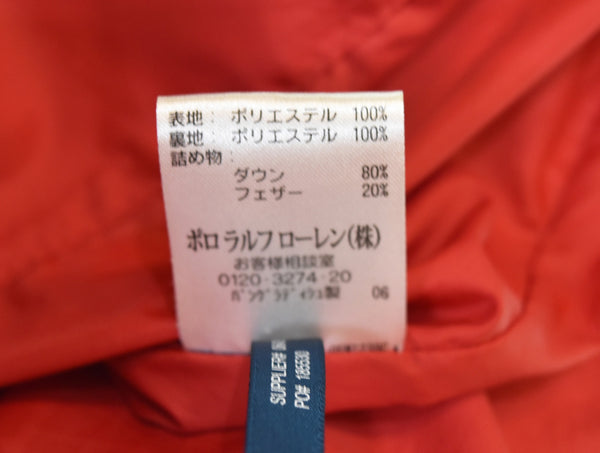 表地: ポリエステル 100%
裏地: ポリエステル 100%
詰め物:
ダウン 80%
フェザー 20%
ポロ ラルフ ローレン(株)
お客様相談室
0120・3274・20
ﾊﾞﾝｸﾞﾗﾃﾞｨｼｭ製 06
SUPPLIER#
PO# 185530